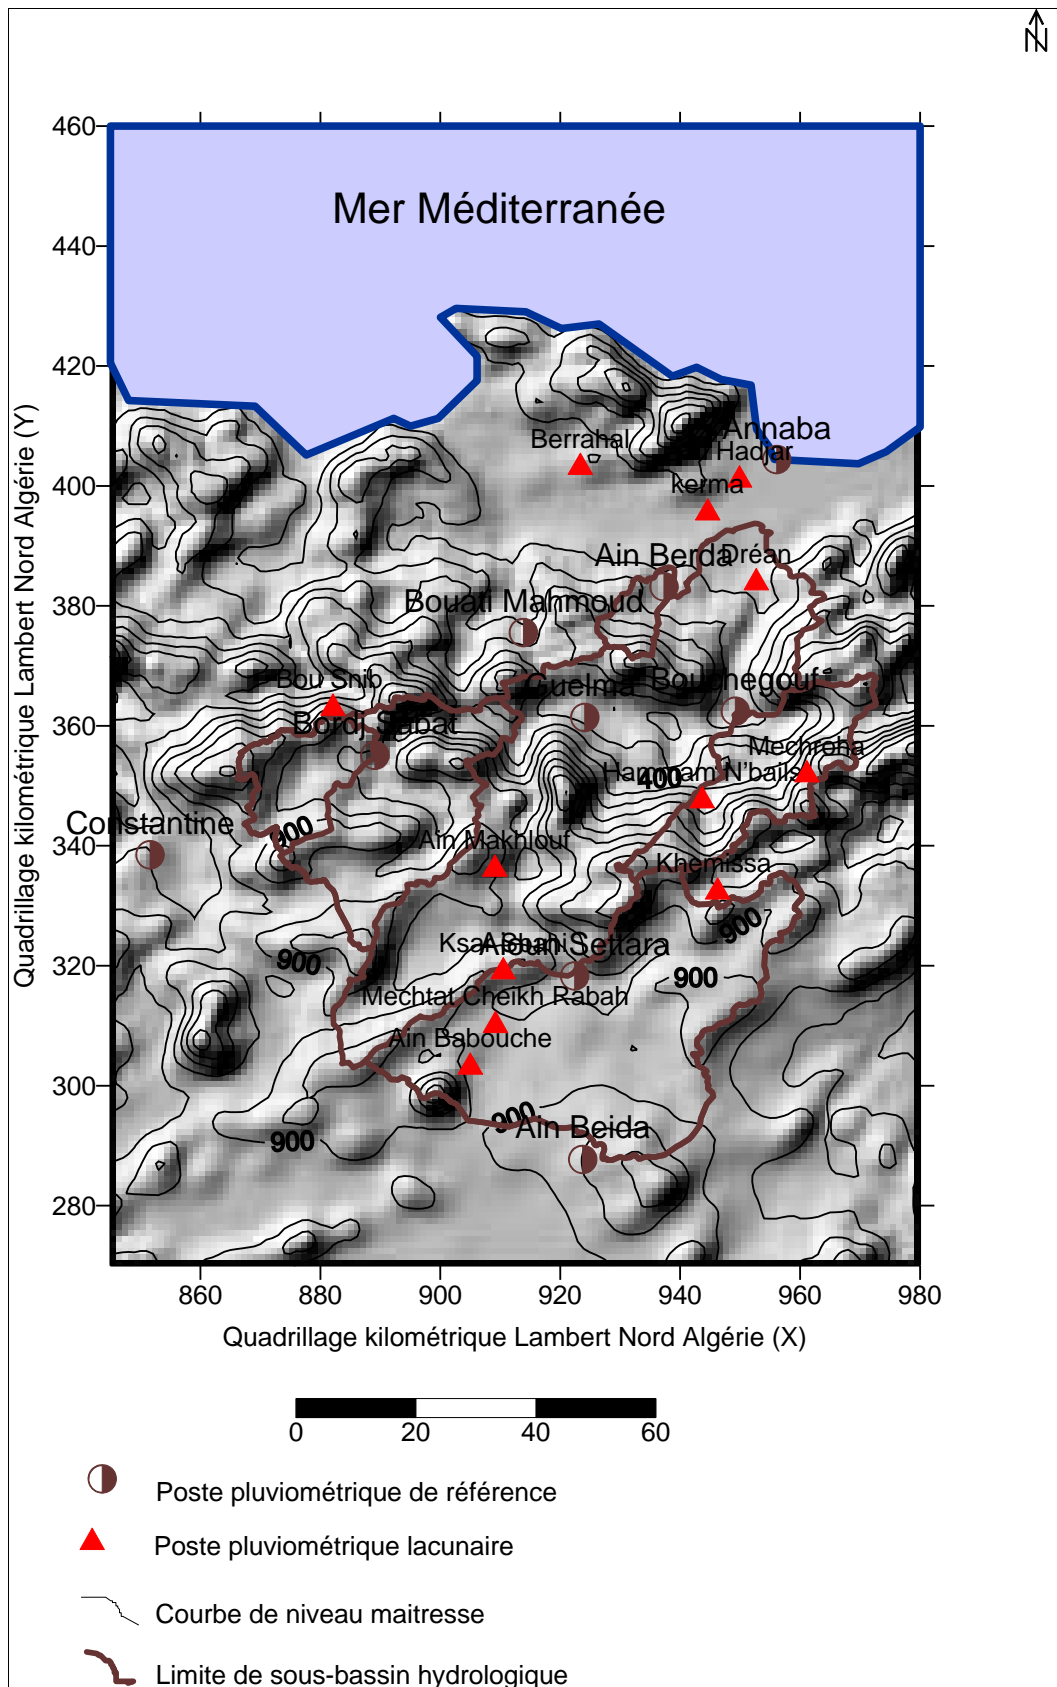 N
460
Mer Méditerranée
440
420
Annaba
Berrahal
Hadjar
400
kerma
Ain Berda
Dréan
380
Bouati Mahmoud
Bou Snib
Guelma
Bouchegouf
360
Bordj Sabat
Mechroha
Hammam N'bails
400
Constantine
900
Ain Makhlouf
340
Khemissa
900
Ksar Sbahi
Aioun Settara
320
900
900
Mechtat Cheikh Rabah
Ain Babouche
300
900
900
Ain Beida
280
860 880 900 920 940 960 980
Quadrillage kilométrique Lambert Nord Algérie (Y)
Quadrillage kilométrique Lambert Nord Algérie (X)
0 20 40 60
Poste pluviométrique de référence
Poste pluviométrique lacunaire
Courbe de niveau maitresse
Limite de sous-bassin hydrologique